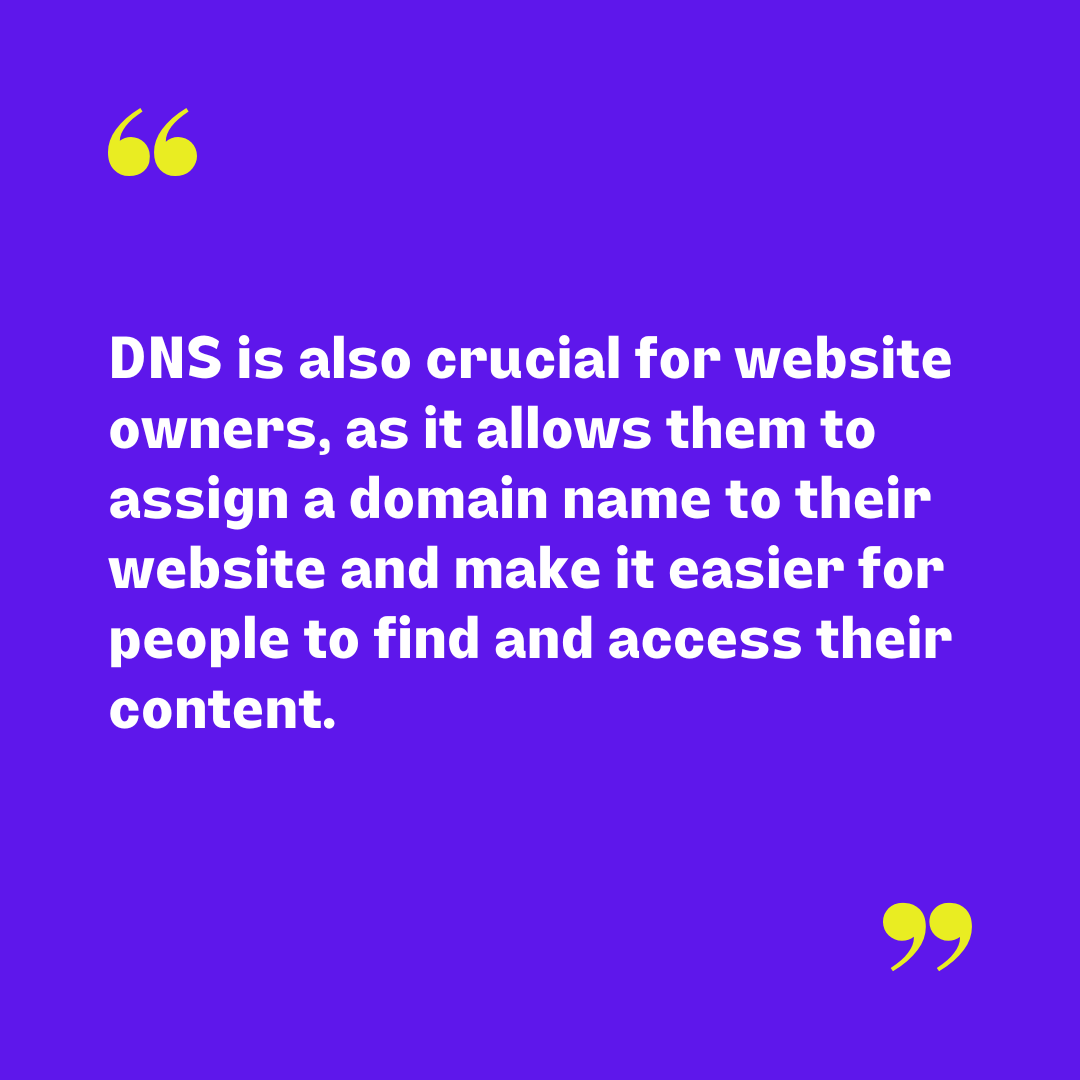 “
DNS is also crucial for website
owners, as it allows them to
assign a domain name to their
website and make it easier for
people to find and access their
content.
”